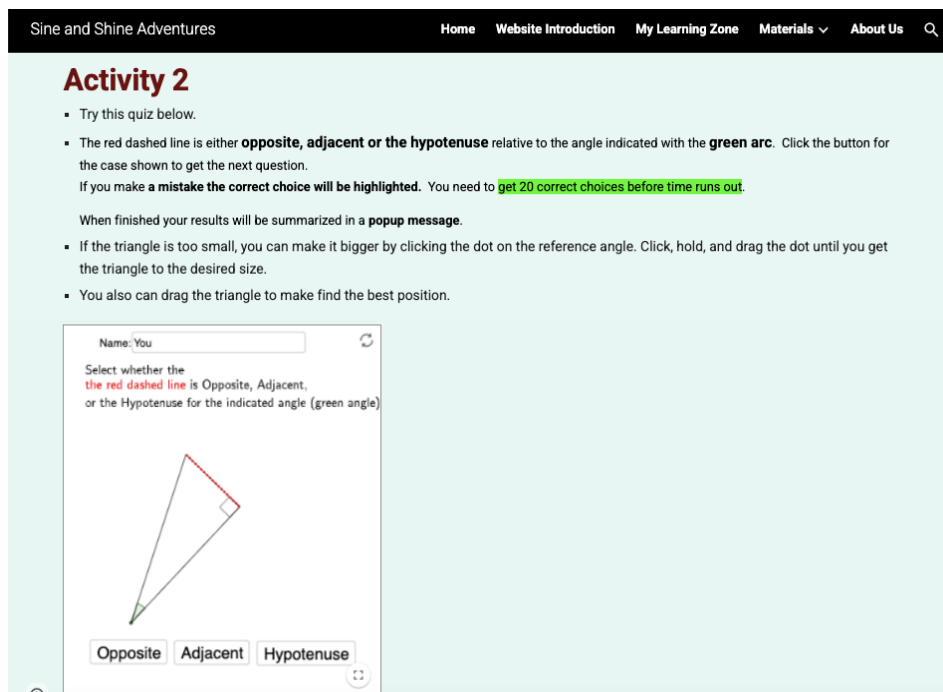 Sine and Shine Adventures
Home Website Introduction My Learning Zone Materials About Us
Activity 2
Try this quiz below.
The red dashed line is either opposite, adjacent or the hypotenuse relative to the angle indicated with the green arc. Click the button for
the case shown to get the next question.
If you make a mistake the correct choice will be highlighted. You need to get 20 correct choices before time runs out.
When finished your results will be summarized in a popup message.
If the triangle is too small, you can make it bigger by clicking the dot on the reference angle. Click, hold, and drag the dot until you get
the triangle to the desired size.
You also can drag the triangle to make find the best position.
Name: You
Select whether the
the red dashed line is Opposite, Adjacent,
or the Hypotenuse for the indicated angle (green angle)
Opposite Adjacent Hypotenuse